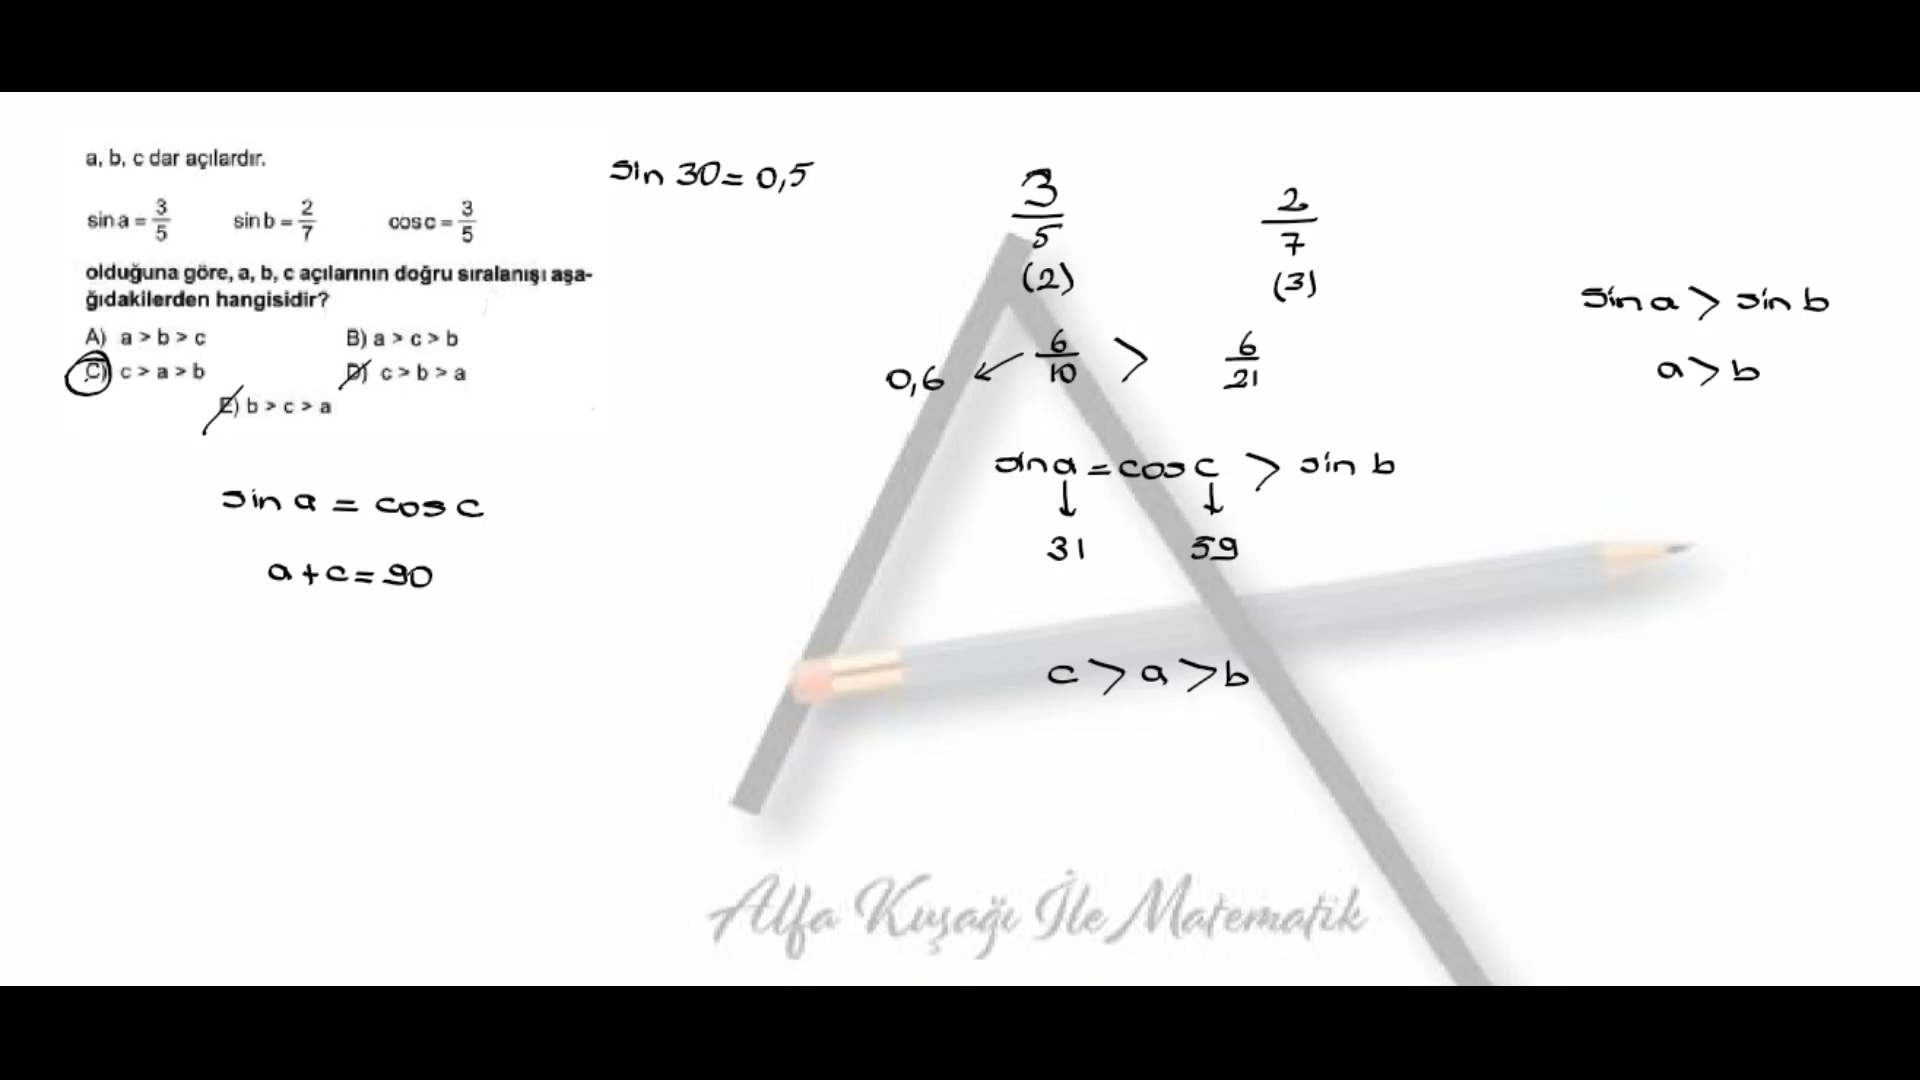 a, b, c dar açılardır.
sin a = 3/5 sin b = 2/7 cos c = 3/5
olduğuna göre, a, b, c açılarının doğru sıralanışı aşa-
ğıdakilerden hangisidir?
A) a > b > c B) a > c > b
C) c > a > b D) c > b > a
E) b > c > a
sin a = cos c
a + c = 90
sin 30 = 0,5
3/5 2/7
(2) (3)
0,6 6/10 > 6/21
sin a = cos c > sin b
31 59
c > a > b
sin a > sin b
a > b
Alfa Kuşağı İle Matematik